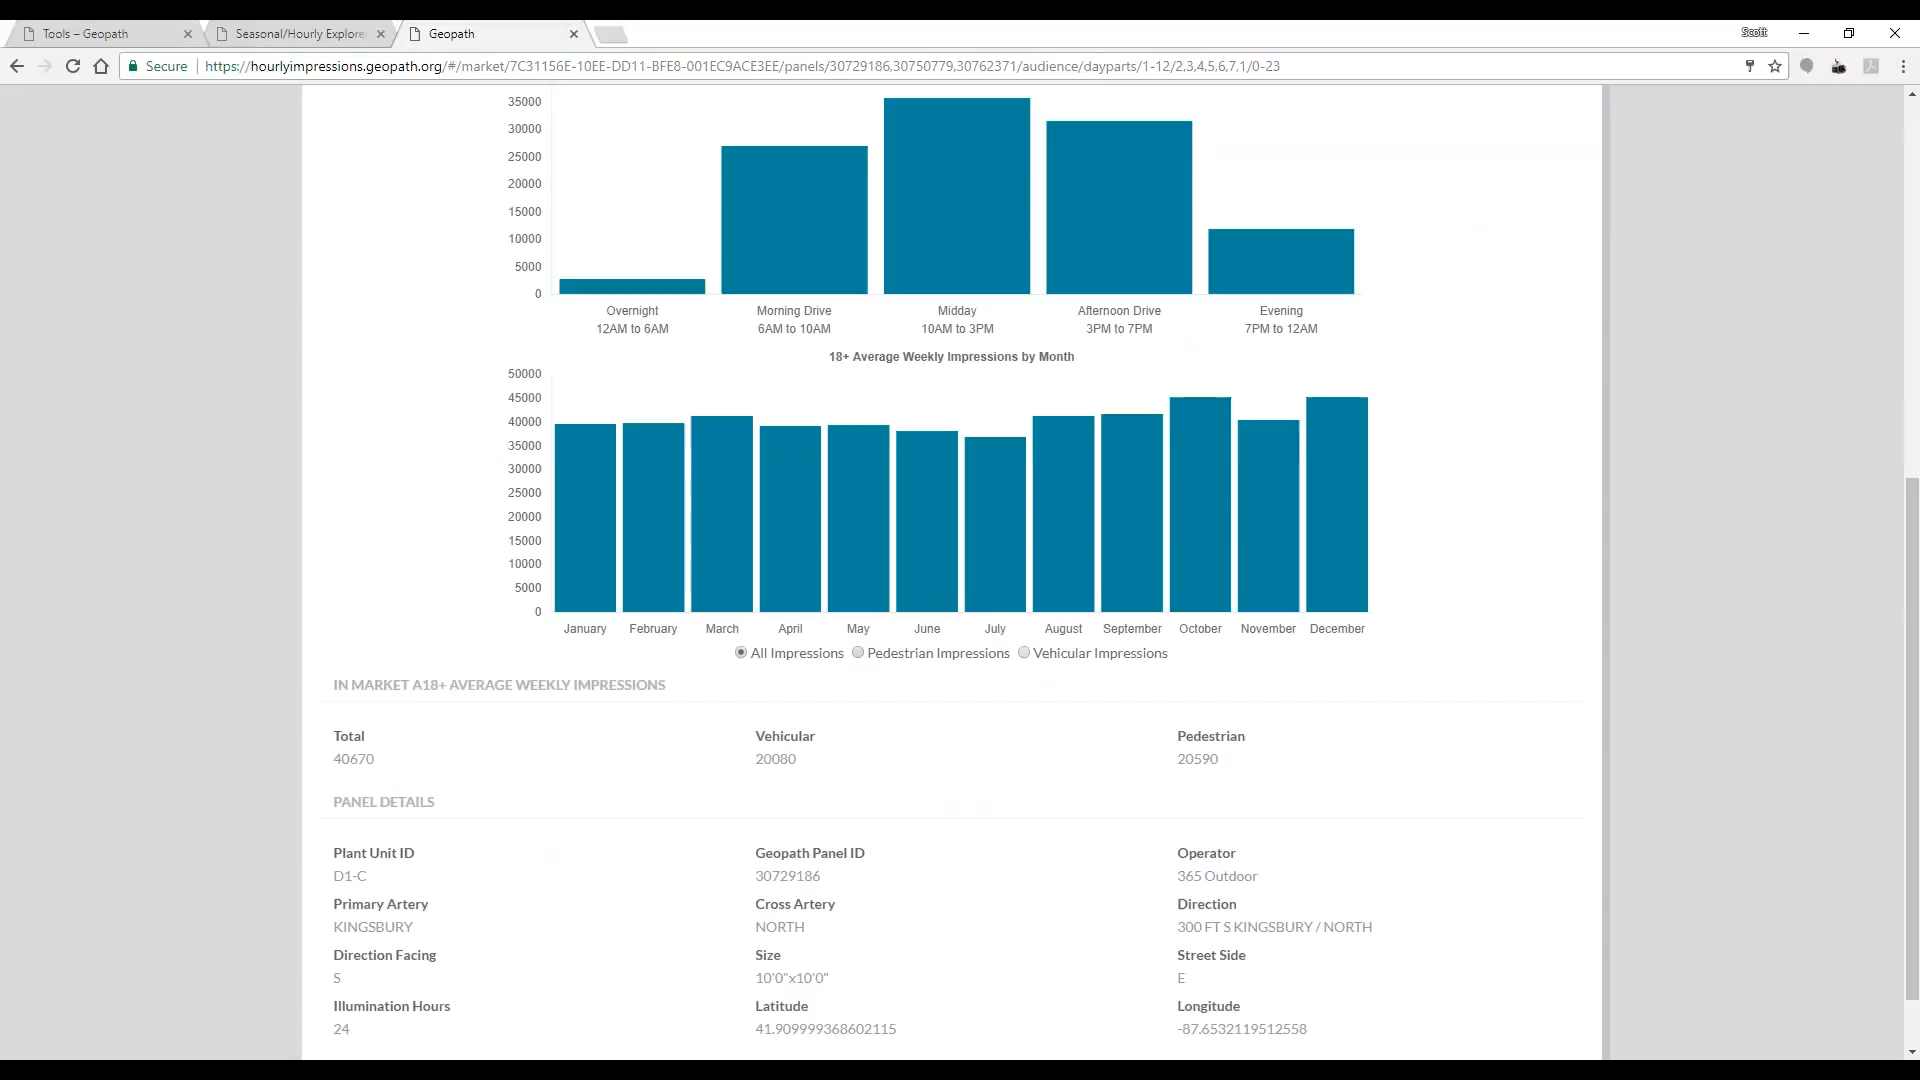 Tools – Geopath
Seasonal/Hourly Explore
Geopath
Scott
Secure
https://hourlyimpressions.geopath.org/#/market/7C31156E-10EE-DD11-BFE8-001EC9ACE3EE/panels/30729186,30750779,30762371/audience/dayparts/1-12/2,3,4,5,6,7,1/0-23
35000
30000
25000
20000
15000
10000
5000
0
Overnight Morning Drive Midday Afternoon Drive Evening
12AM to 6AM 6AM to 10AM 10AM to 3PM 3PM to 7PM 7PM to 12AM
18+ Average Weekly Impressions by Month
50000
45000
40000
35000
30000
25000
20000
15000
10000
5000
0
January February March April May June July August September October November December
All Impressions Pedestrian Impressions Vehicular Impressions
IN MARKET A18+ AVERAGE WEEKLY IMPRESSIONS
Total Vehicular Pedestrian
40670 20080 20590
PANEL DETAILS
Plant Unit ID Geopath Panel ID Operator
D1-C 30729186 365 Outdoor
Primary Artery Cross Artery Direction
KINGSBURY NORTH 300 FT S KINGSBURY / NORTH
Direction Facing Size Street Side
S 10'0"x10'0" E
Illumination Hours Latitude Longitude
24 41.909999368602115 -87.6532119512558